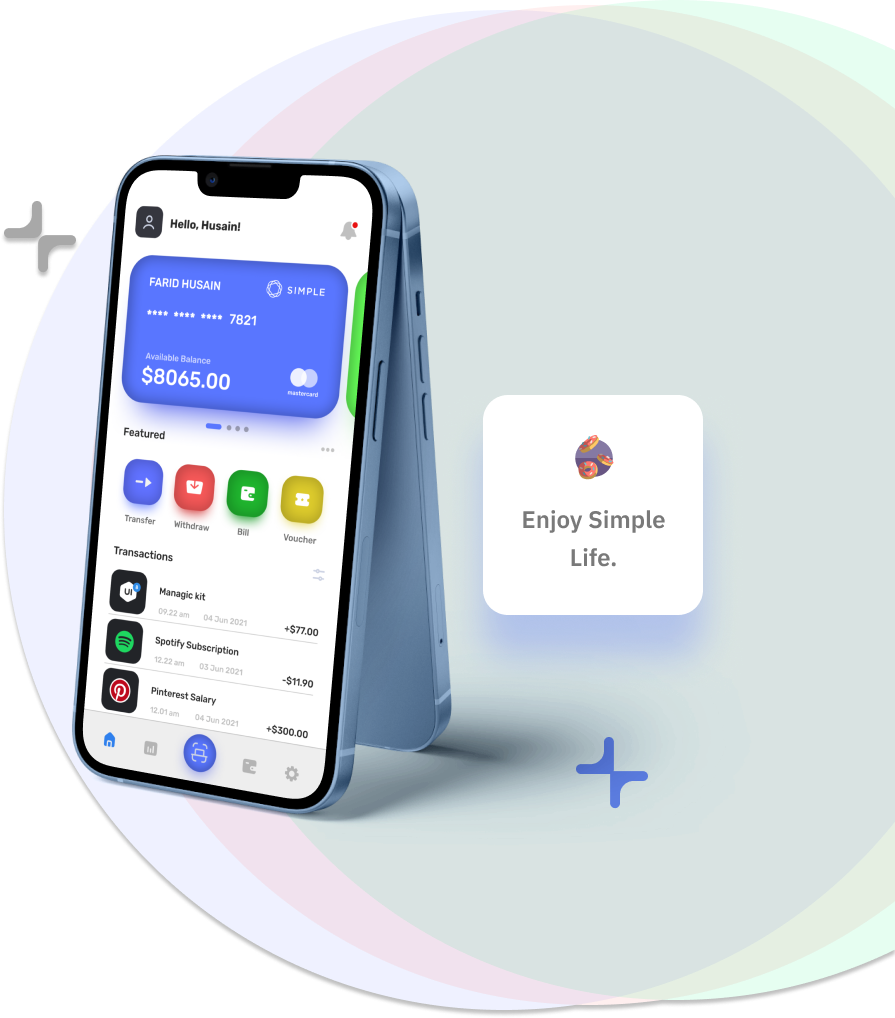 Hello, Husain!
FARID HUSAIN
SIMPLE
**** **** **** 7821
Available Balance
$8065.00
mastercard
Featured
Transfer
Withdraw
Bill
Voucher
Transactions
UI
Managic kit
09.22 am 04 Jun 2021
+$77.00
Spotify Subscription
12.22 am 03 Jun 2021
-$11.90
Pinterest Salary
12.01 am 04 Jun 2021
+$300.00
Enjoy Simple
Life.